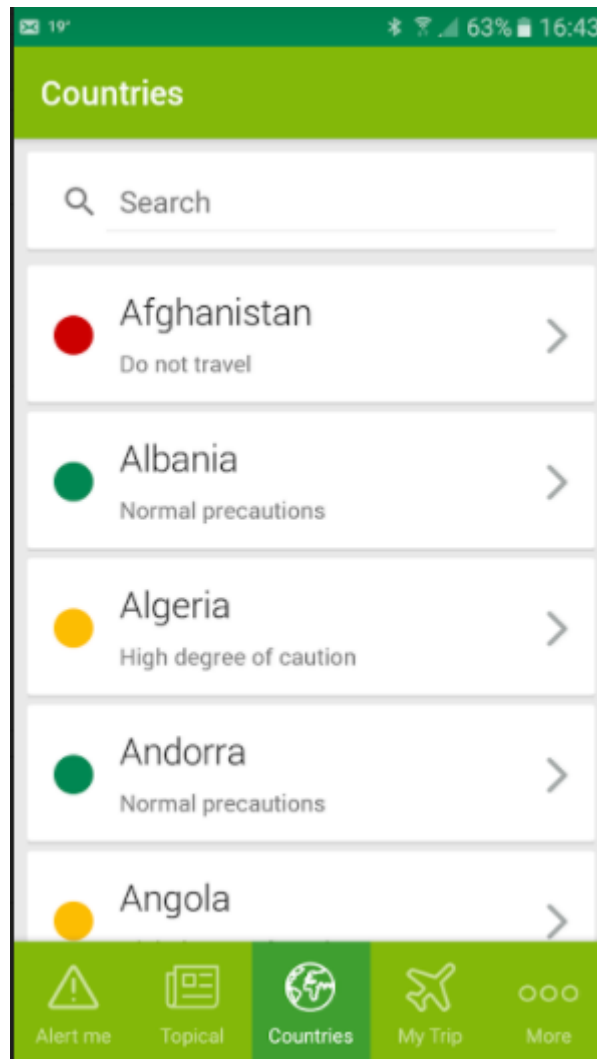 19° 63% 16:43
Countries
Search
Afghanistan
Do not travel
Albania
Normal precautions
Algeria
High degree of caution
Andorra
Normal precautions
Angola
Alert me Topical Countries My Trip More